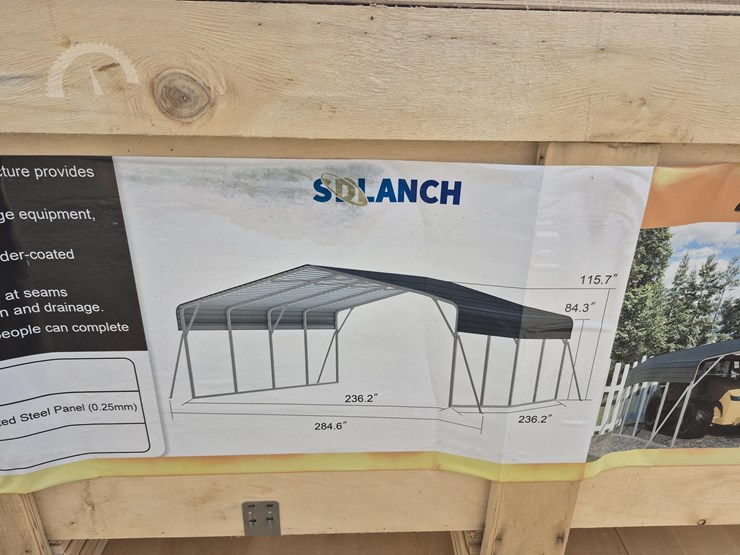 cture provides
ge equipment,
der-coated
at seams
n and drainage.
people can complete
ed Steel Panel (0.25mm)
SDLANCH
115.7"
84.3"
236.2"
284.6"
236.2"